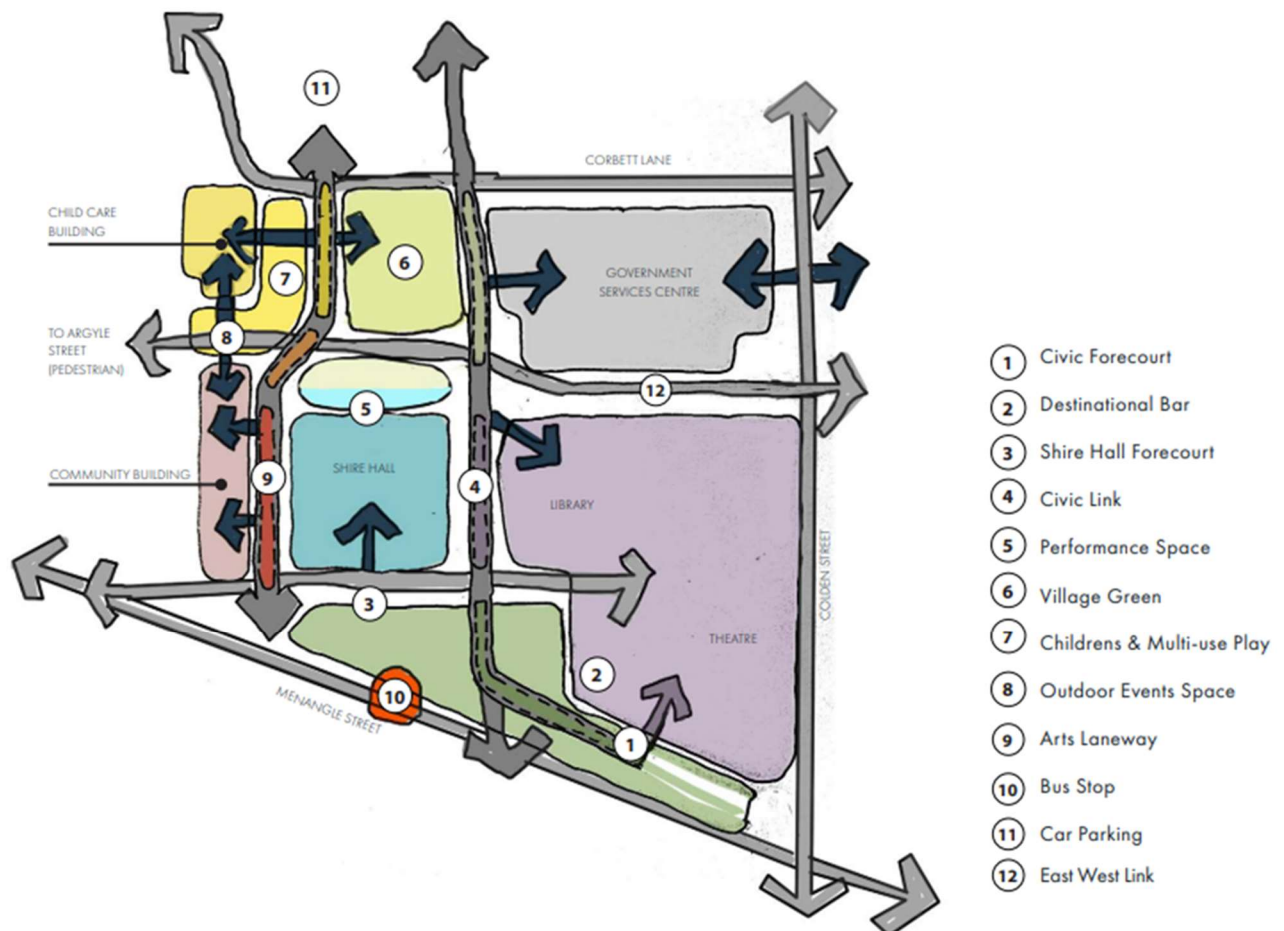 11
CORBETT LANE
CHILD CARE
BUILDING
7
6
GOVERNMENT
SERVICES CENTRE
TO ARGYLE
STREET
(PEDESTRIAN)
8
12
5
COMMUNITY BUILDING
9
SHIRE HALL
4
LIBRARY
COLDEN STREET
3
THEATRE
2
10
MENANGLE STREET
1
1 Civic Forecourt
2 Destinational Bar
3 Shire Hall Forecourt
4 Civic Link
5 Performance Space
6 Village Green
7 Childrens & Multi-use Play
8 Outdoor Events Space
9 Arts Laneway
10 Bus Stop
11 Car Parking
12 East West Link